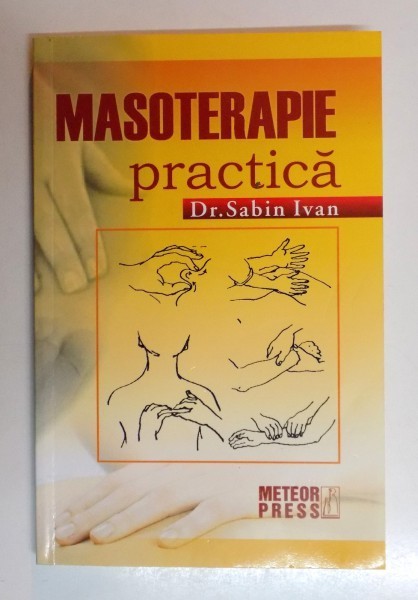 MASOTERAPIE
practică
Dr.Sabin Ivan
METEOR
PRESS